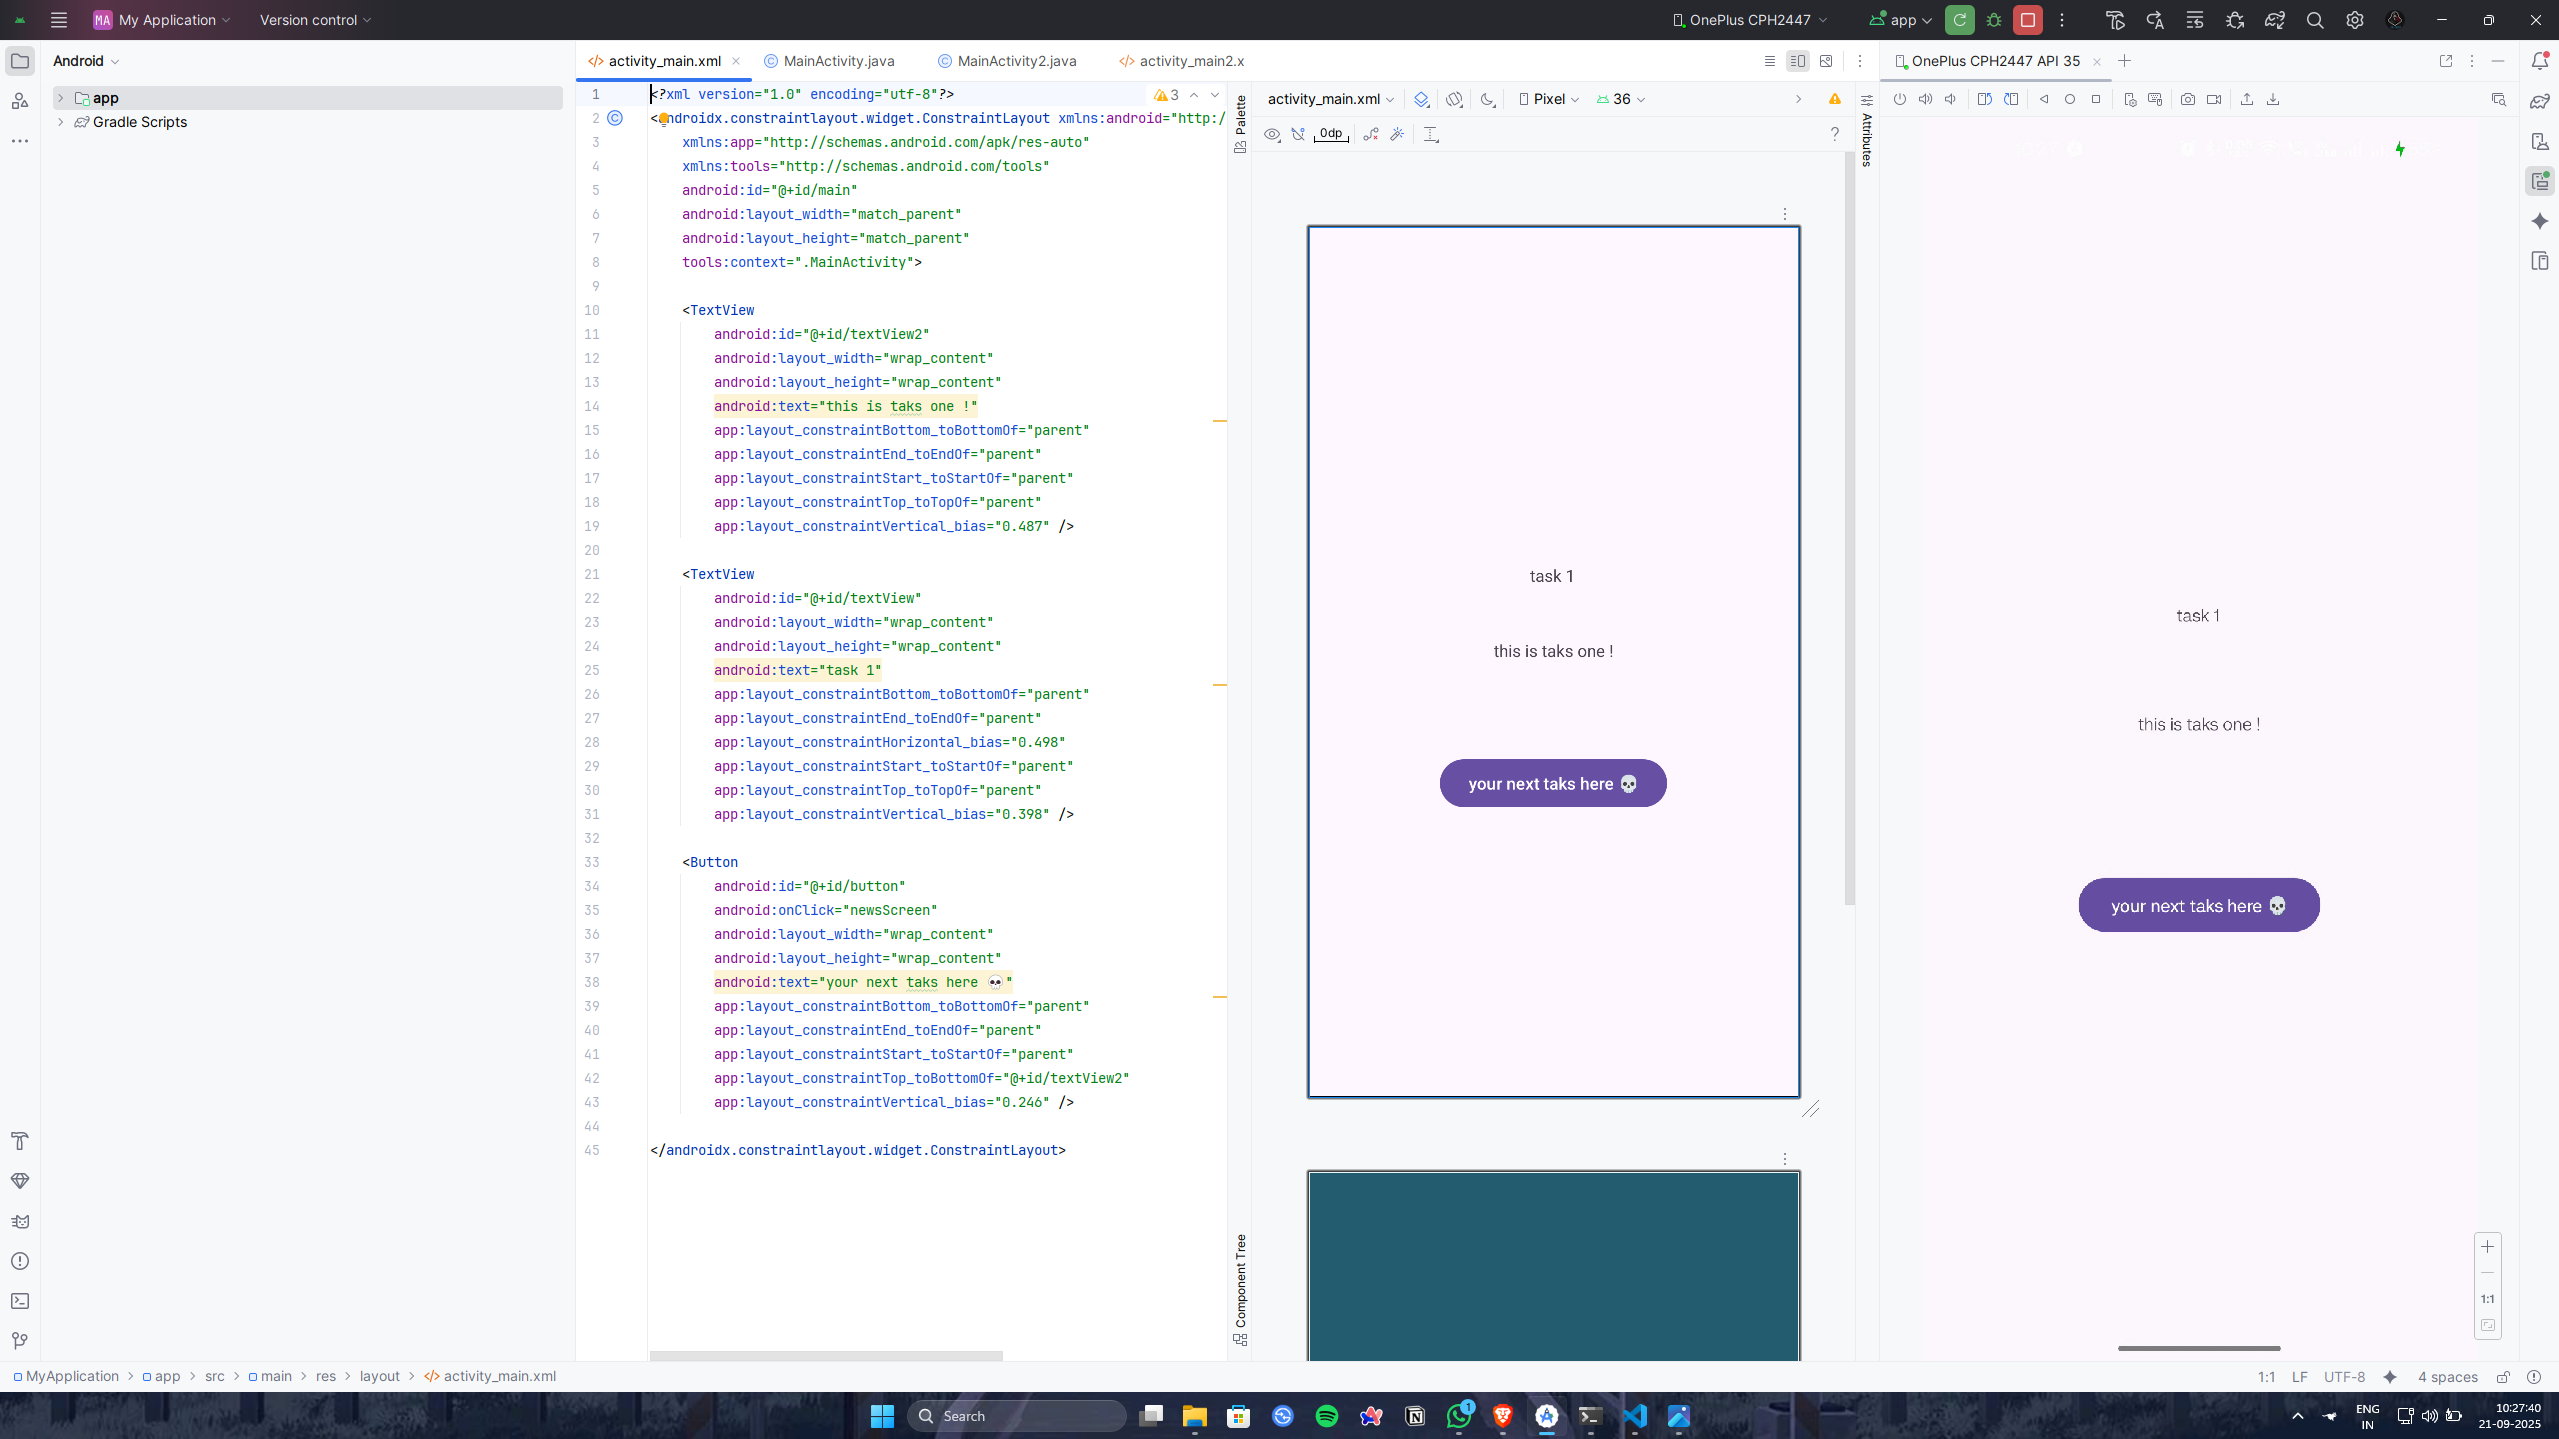 MA My Application
Version control
OnePlus CPH2447
app
Android
app
Gradle Scripts
activity_main.xml
MainActivity.java
MainActivity2.java
activity_main2.x
3
1 <?xml version="1.0" encoding="utf-8"?>
2 <androidx.constraintlayout.widget.ConstraintLayout xmlns:android="http:/
3 xmlns:app="http://schemas.android.com/apk/res-auto"
4 xmlns:tools="http://schemas.android.com/tools"
5 android:id="@+id/main"
6 android:layout_width="match_parent"
7 android:layout_height="match_parent"
8 tools:context=".MainActivity">
9
10 <TextView
11 android:id="@+id/textView2"
12 android:layout_width="wrap_content"
13 android:layout_height="wrap_content"
14 android:text="this is taks one !"
15 app:layout_constraintBottom_toBottomOf="parent"
16 app:layout_constraintEnd_toEndOf="parent"
17 app:layout_constraintStart_toStartOf="parent"
18 app:layout_constraintTop_toTopOf="parent"
19 app:layout_constraintVertical_bias="0.487" />
20
21 <TextView
22 android:id="@+id/textView"
23 android:layout_width="wrap_content"
24 android:layout_height="wrap_content"
25 android:text="task 1"
26 app:layout_constraintBottom_toBottomOf="parent"
27 app:layout_constraintEnd_toEndOf="parent"
28 app:layout_constraintHorizontal_bias="0.498"
29 app:layout_constraintStart_toStartOf="parent"
30 app:layout_constraintTop_toTopOf="parent"
31 app:layout_constraintVertical_bias="0.398" />
32
33 <Button
34 android:id="@+id/button"
35 android:onClick="newsScreen"
36 android:layout_width="wrap_content"
37 android:layout_height="wrap_content"
38 android:text="your next taks here 💀"
39 app:layout_constraintBottom_toBottomOf="parent"
40 app:layout_constraintEnd_toEndOf="parent"
41 app:layout_constraintStart_toStartOf="parent"
42 app:layout_constraintTop_toBottomOf="@+id/textView2"
43 app:layout_constraintVertical_bias="0.246" />
44
45 </androidx.constraintlayout.widget.ConstraintLayout>
Palette
Component Tree
activity_main.xml
Pixel
36
0dp
?
task 1
this is taks one !
your next taks here 💀
Attributes
OnePlus CPH2447 API 35
task 1
this is taks one !
your next taks here 💀
1:1
MyApplication > app > src > main > res > layout > activity_main.xml
1:1 LF UTF-8 4 spaces
Search
1
ENG
IN
10:27:40
21-09-2025